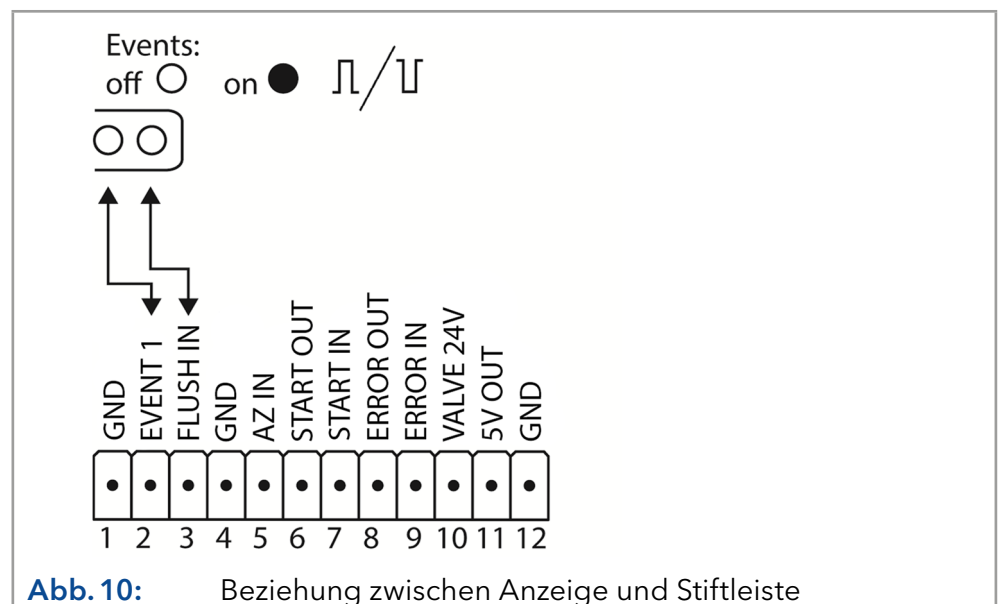 Events:
off on
GND
EVENT 1
FLUSH IN
GND
AZ IN
START OUT
START IN
ERROR OUT
ERROR IN
VALVE 24V
5V OUT
GND
1 2 3 4 5 6 7 8 9 10 11 12
Abb. 10: Beziehung zwischen Anzeige und Stiftleiste